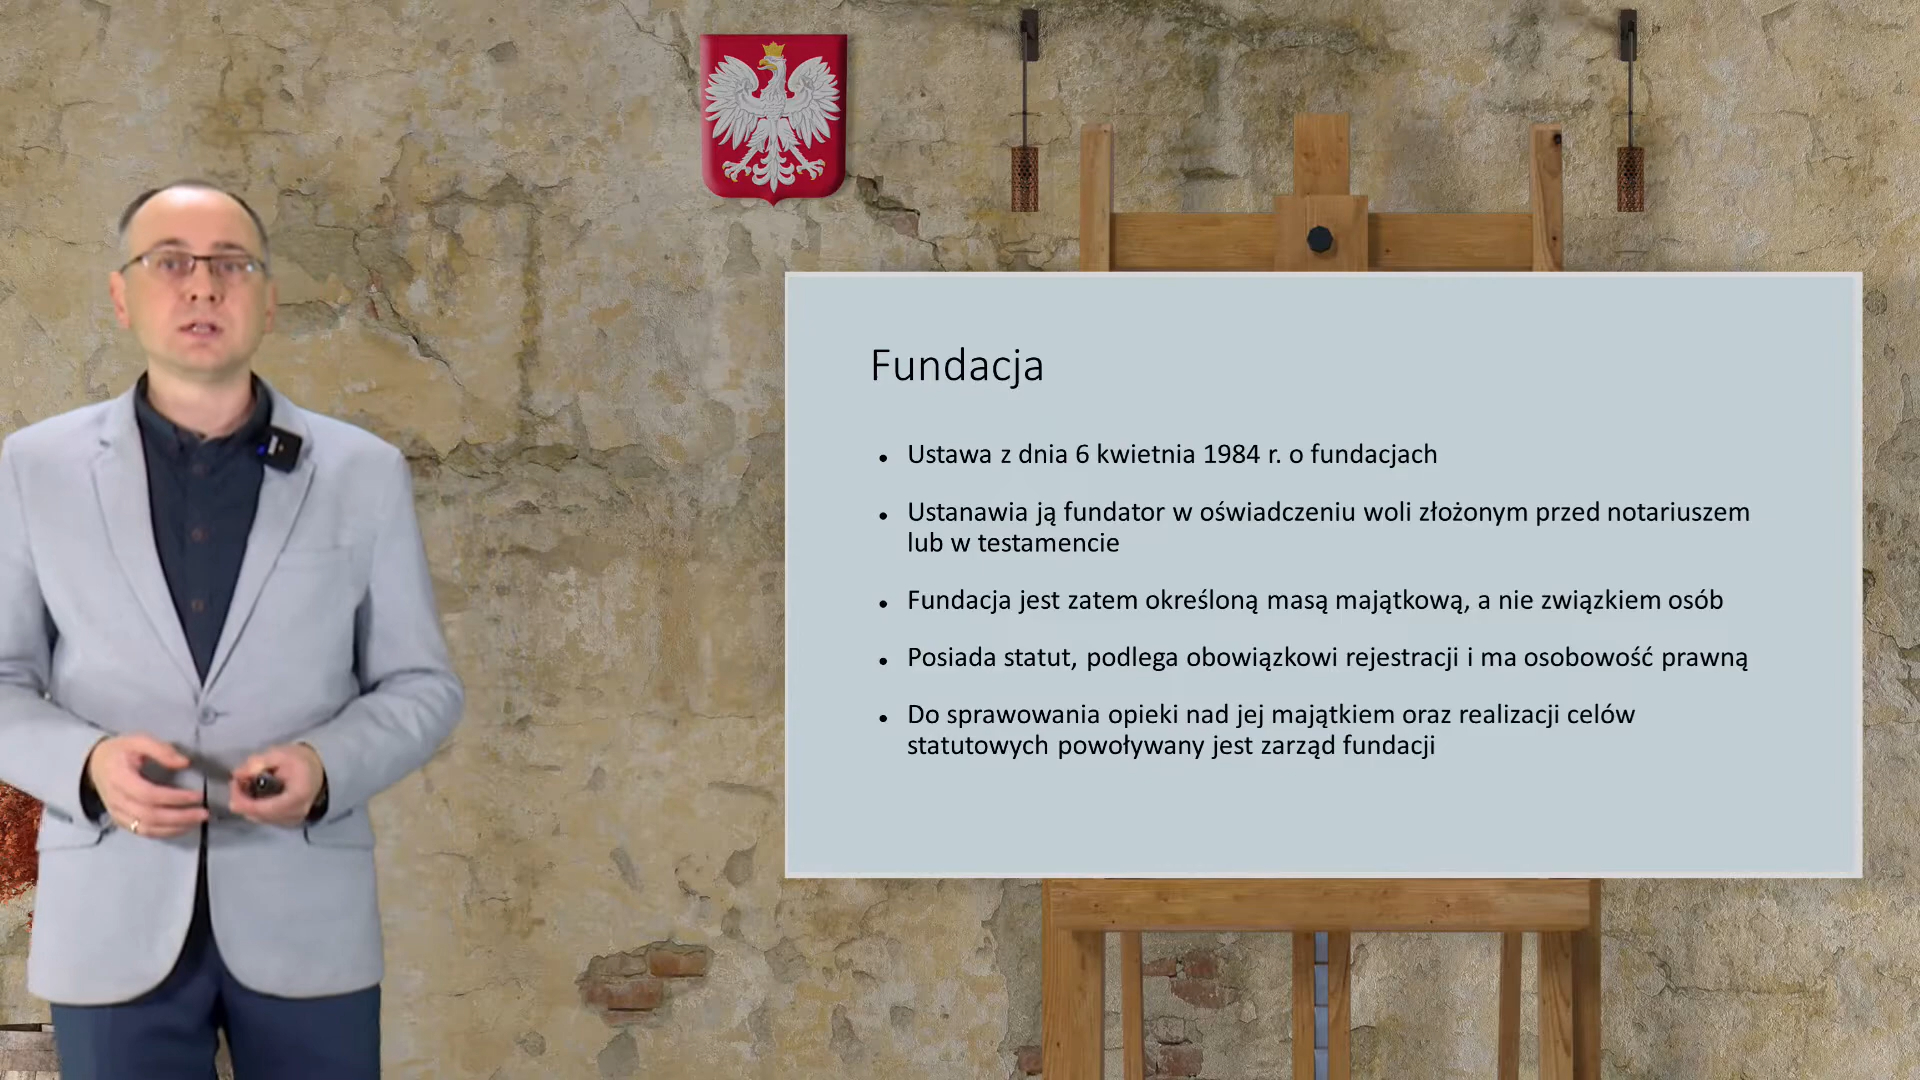 Fundacja
• Ustawa z dnia 6 kwietnia 1984 r. o fundacjach
• Ustanawia ją fundator w oświadczeniu woli złożonym przed notariuszem
lub w testamencie
• Fundacja jest zatem określoną masą majątkową, a nie związkiem osób
• Posiada statut, podlega obowiązkowi rejestracji i ma osobowość prawną
• Do sprawowania opieki nad jej majątkiem oraz realizacji celów
statutowych powoływany jest zarząd fundacji